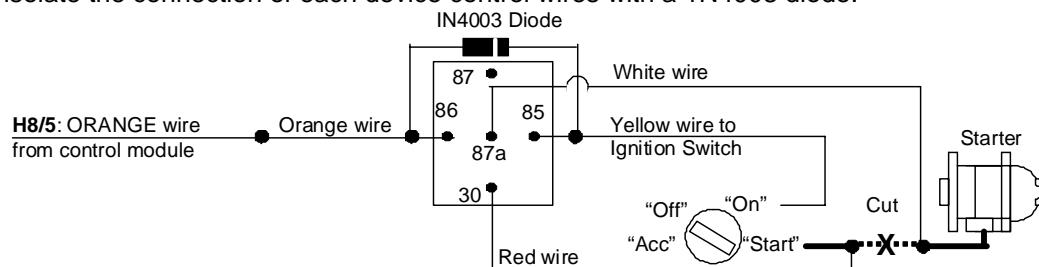 isolate the connection of each device control wires with a 1N4003 diode.
IN4003 Diode
87
White wire
H8/5: ORANGE wire
from control module
Orange wire
86
85
87a
Yellow wire to
Ignition Switch
Starter
30
"Off"
"On"
Cut
"Acc"
"Start"
X
Red wire